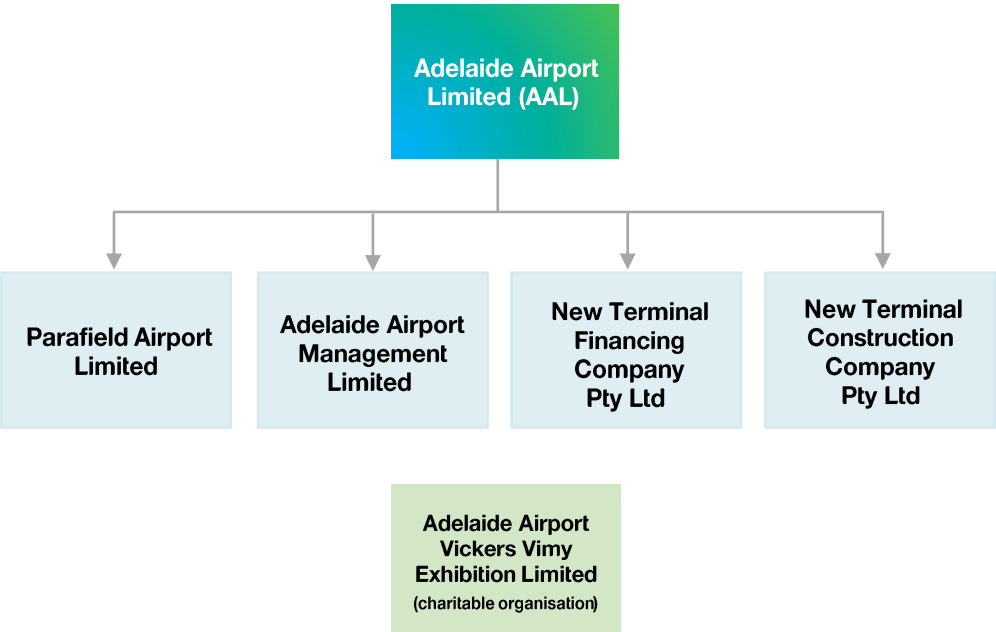 Adelaide Airport
Limited (AAL)
Parafield Airport
Limited
Adelaide Airport
Management
Limited
New Terminal
Financing
Company
Pty Ltd
New Terminal
Construction
Company
Pty Ltd
Adelaide Airport
Vickers Vimy
Exhibition Limited
(charitable organisation)